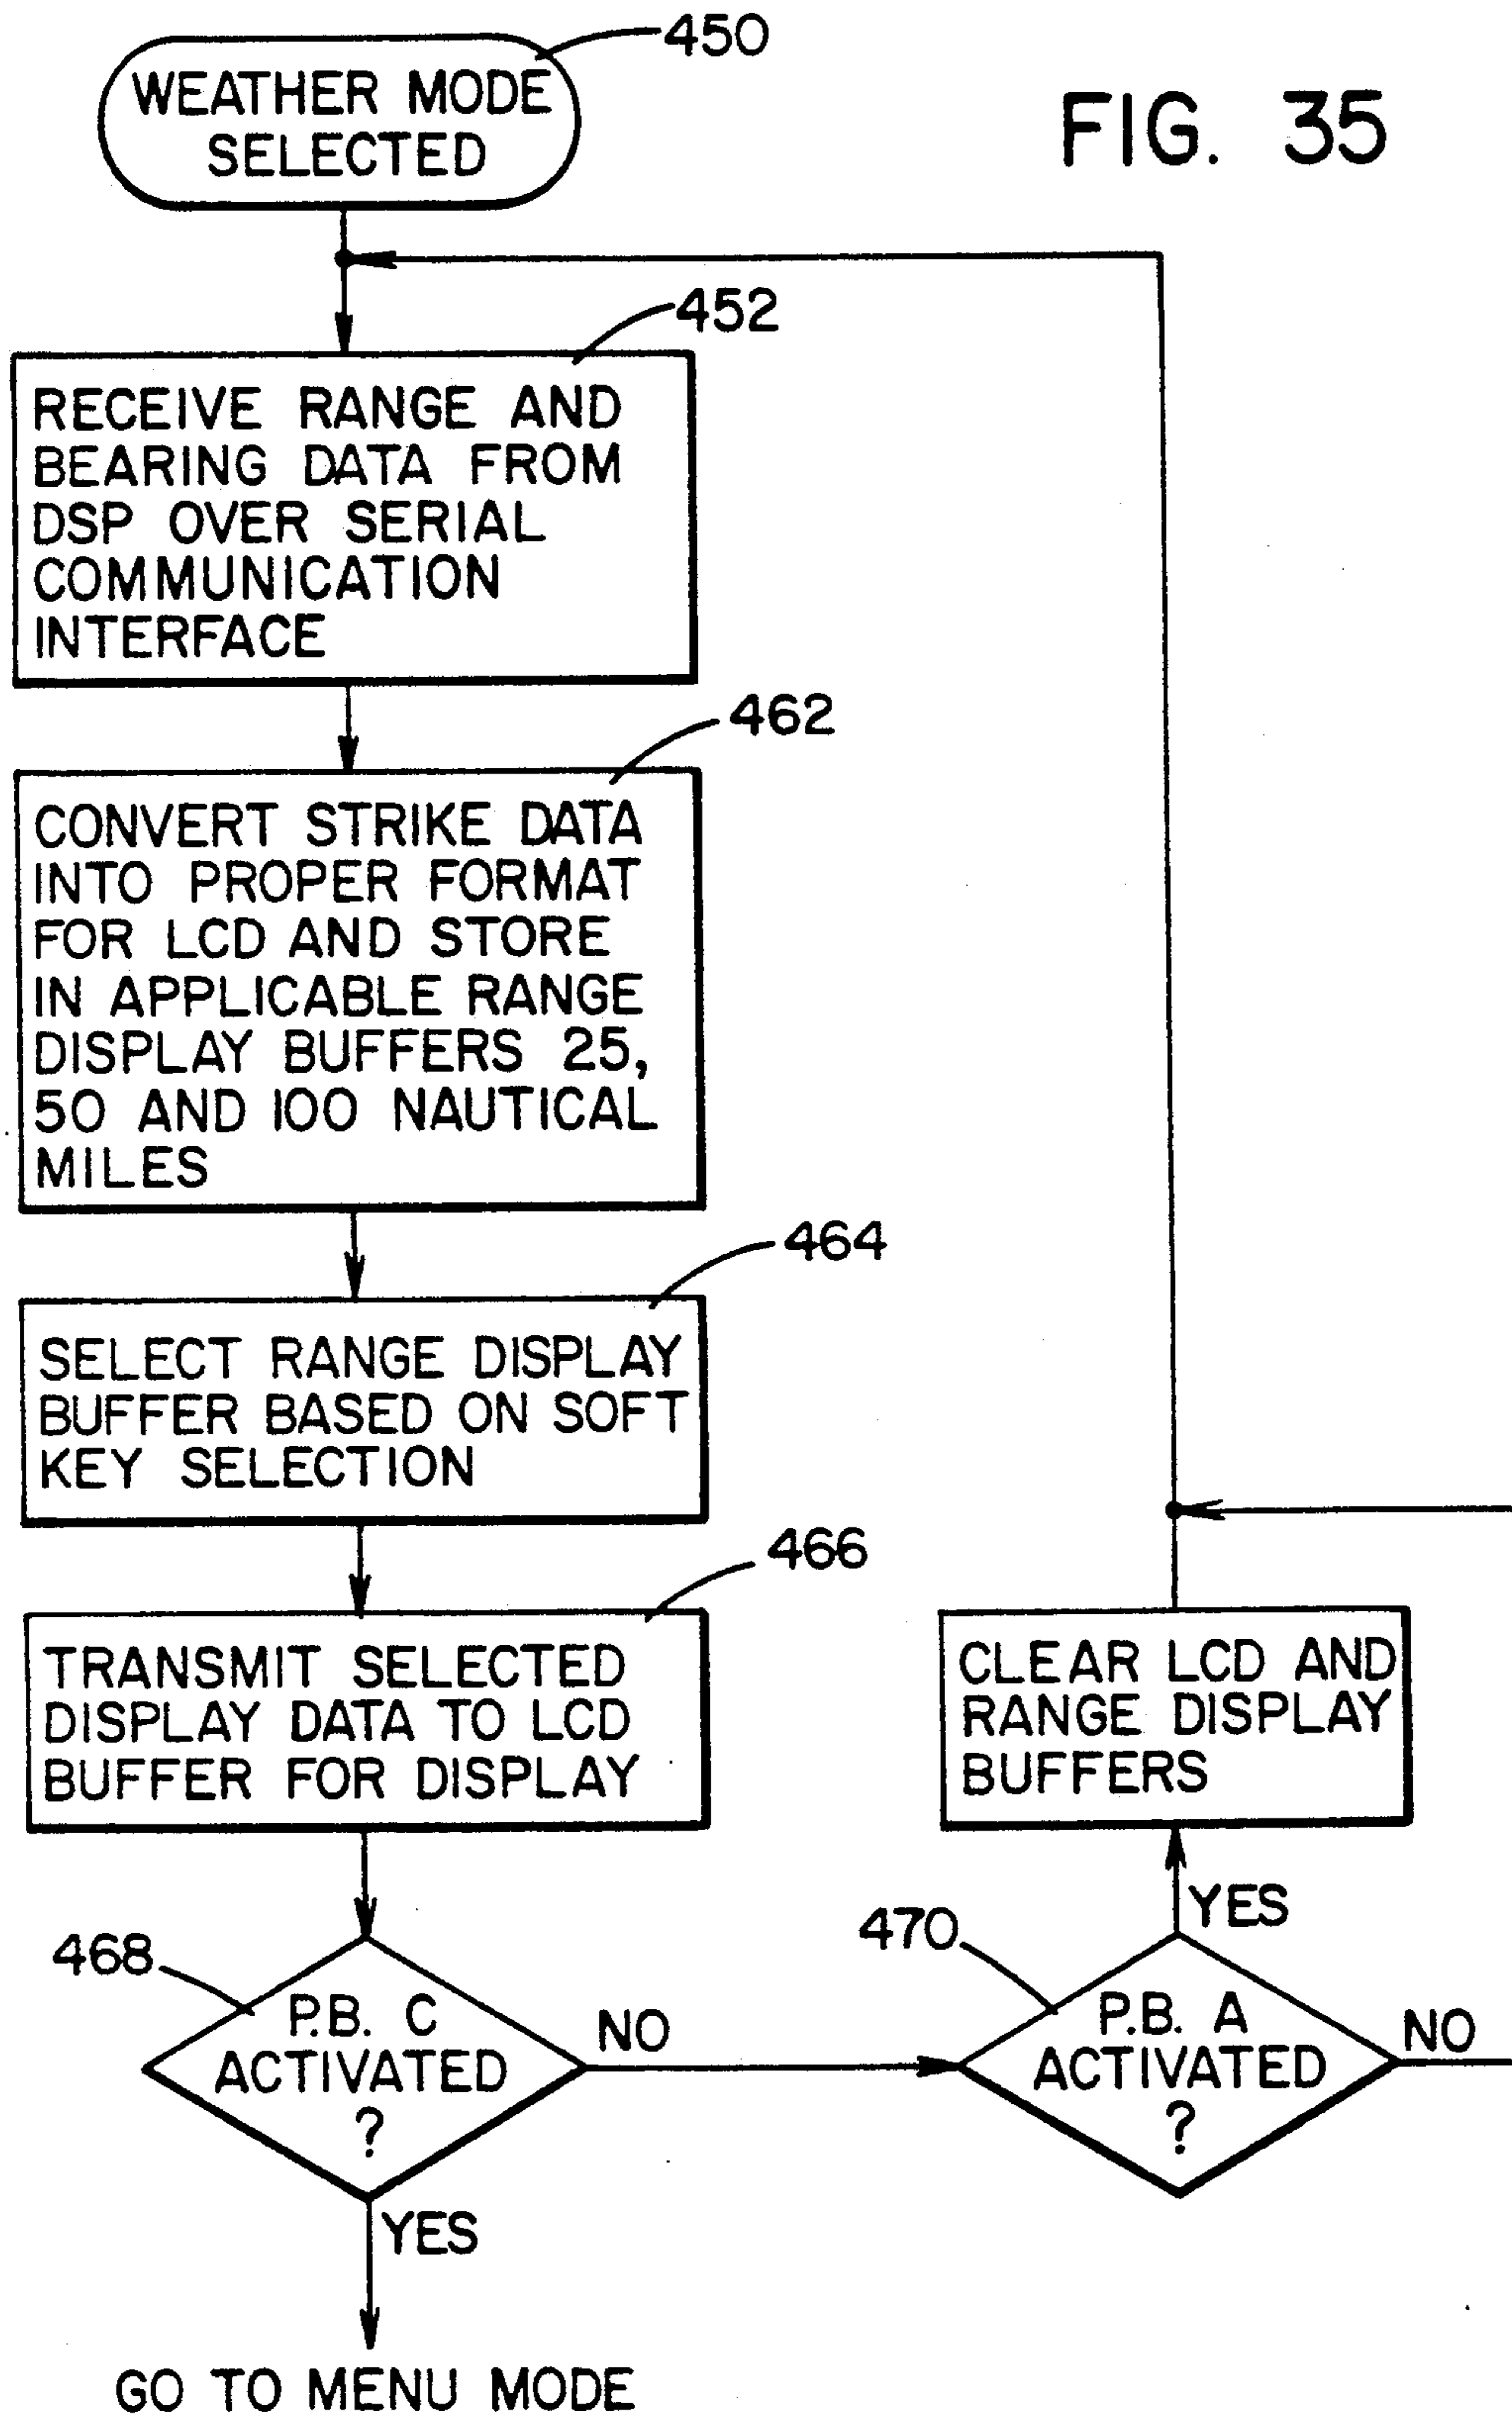 450
WEATHER MODE
SELECTED
FIG. 35
452
RECEIVE RANGE AND
BEARING DATA FROM
DSP OVER SERIAL
COMMUNICATION
INTERFACE
462
CONVERT STRIKE DATA
INTO PROPER FORMAT
FOR LCD AND STORE
IN APPLICABLE RANGE
DISPLAY BUFFERS 25,
50 AND 100 NAUTICAL
MILES
464
SELECT RANGE DISPLAY
BUFFER BASED ON SOFT
KEY SELECTION
466
TRANSMIT SELECTED
DISPLAY DATA TO LCD
BUFFER FOR DISPLAY
CLEAR LCD AND
RANGE DISPLAY
BUFFERS
YES
468
P.B. C
ACTIVATED
?
NO
470
P.B. A
ACTIVATED
?
NO
YES
GO TO MENU MODE